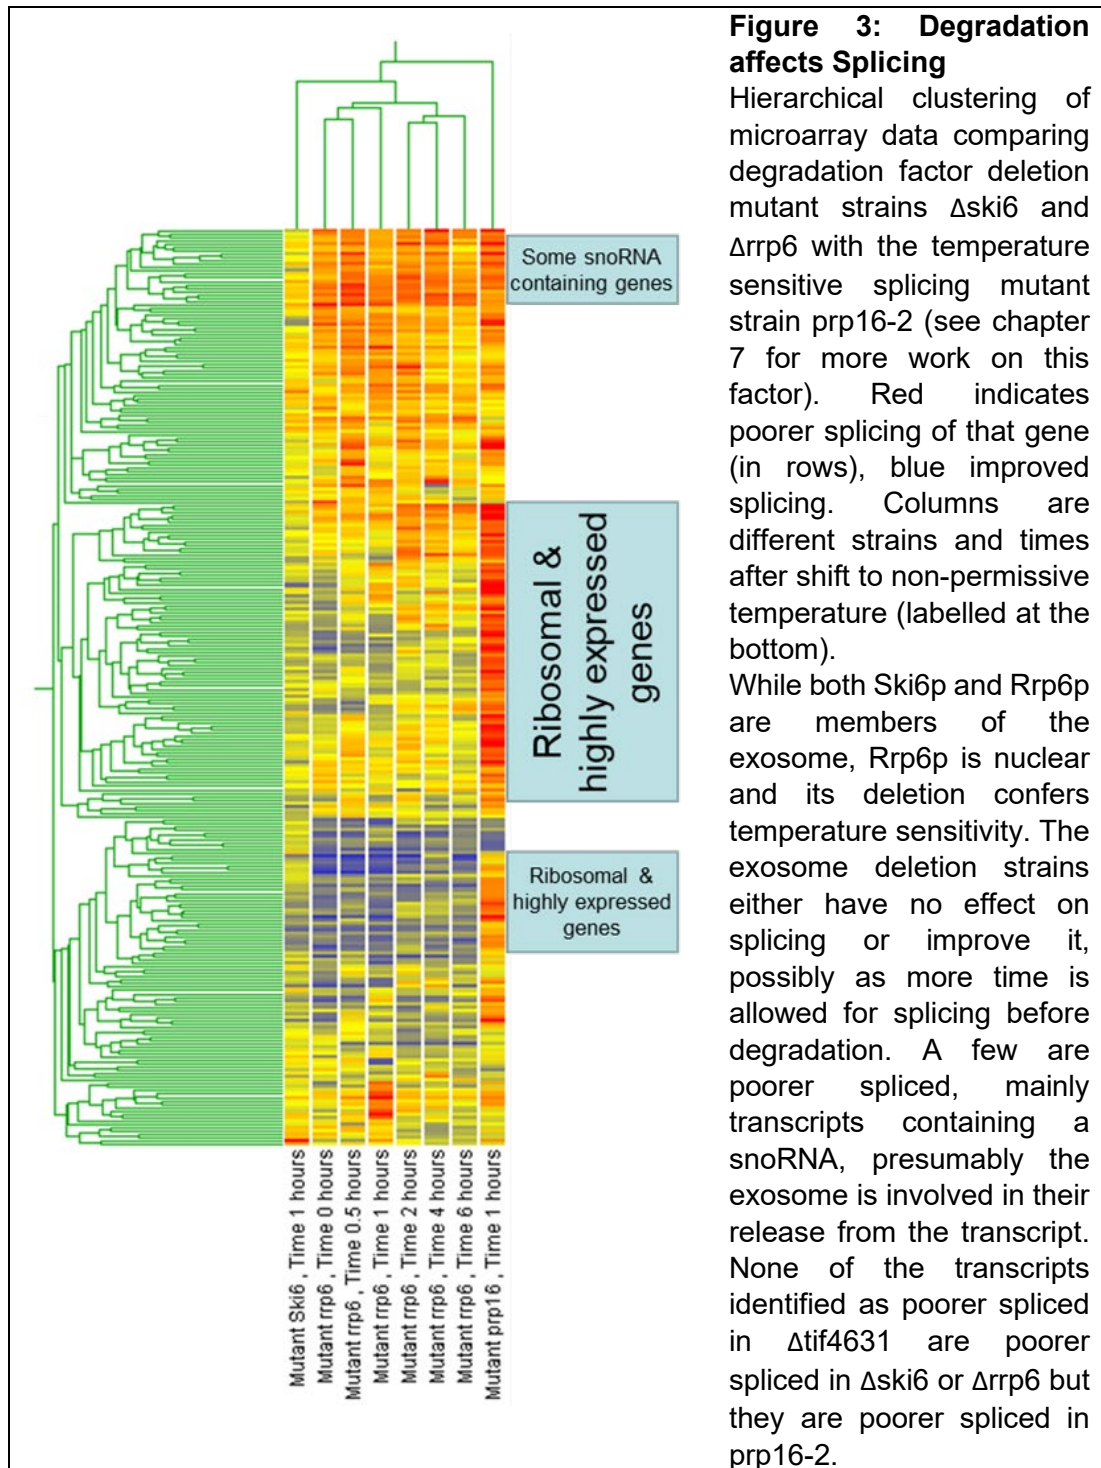 Some snoRNA
containing genes
Ribosomal &
highly expressed
genes
Ribosomal &
highly expressed
genes
Mutant Ski6 , Time 1 hours
Mutant rrp6 , Time 0 hours
Mutant rrp6 , Time 0.5 hours
Mutant rrp6 , Time 1 hours
Mutant rrp6 , Time 2 hours
Mutant rrp6 , Time 4 hours
Mutant rrp6 , Time 6 hours
Mutant prp16 , Time 1 hours
Figure 3: Degradation
affects Splicing
Hierarchical clustering of
microarray data comparing
degradation factor deletion
mutant strains Δski6 and
Δrrp6 with the temperature
sensitive splicing mutant
strain prp16-2 (see chapter
7 for more work on this
factor). Red indicates
poorer splicing of that gene
(in rows), blue improved
splicing. Columns are
different strains and times
after shift to non-permissive
temperature (labelled at the
bottom).
While both Ski6p and Rrp6p
are members of the
exosome, Rrp6p is nuclear
and its deletion confers
temperature sensitivity. The
exosome deletion strains
either have no effect on
splicing or improve it,
possibly as more time is
allowed for splicing before
degradation. A few are
poorer spliced, mainly
transcripts containing a
snoRNA, presumably the
exosome is involved in their
release from the transcript.
None of the transcripts
identified as poorer spliced
in Δtif4631 are poorer
spliced in Δski6 or Δrrp6 but
they are poorer spliced in
prp16-2.